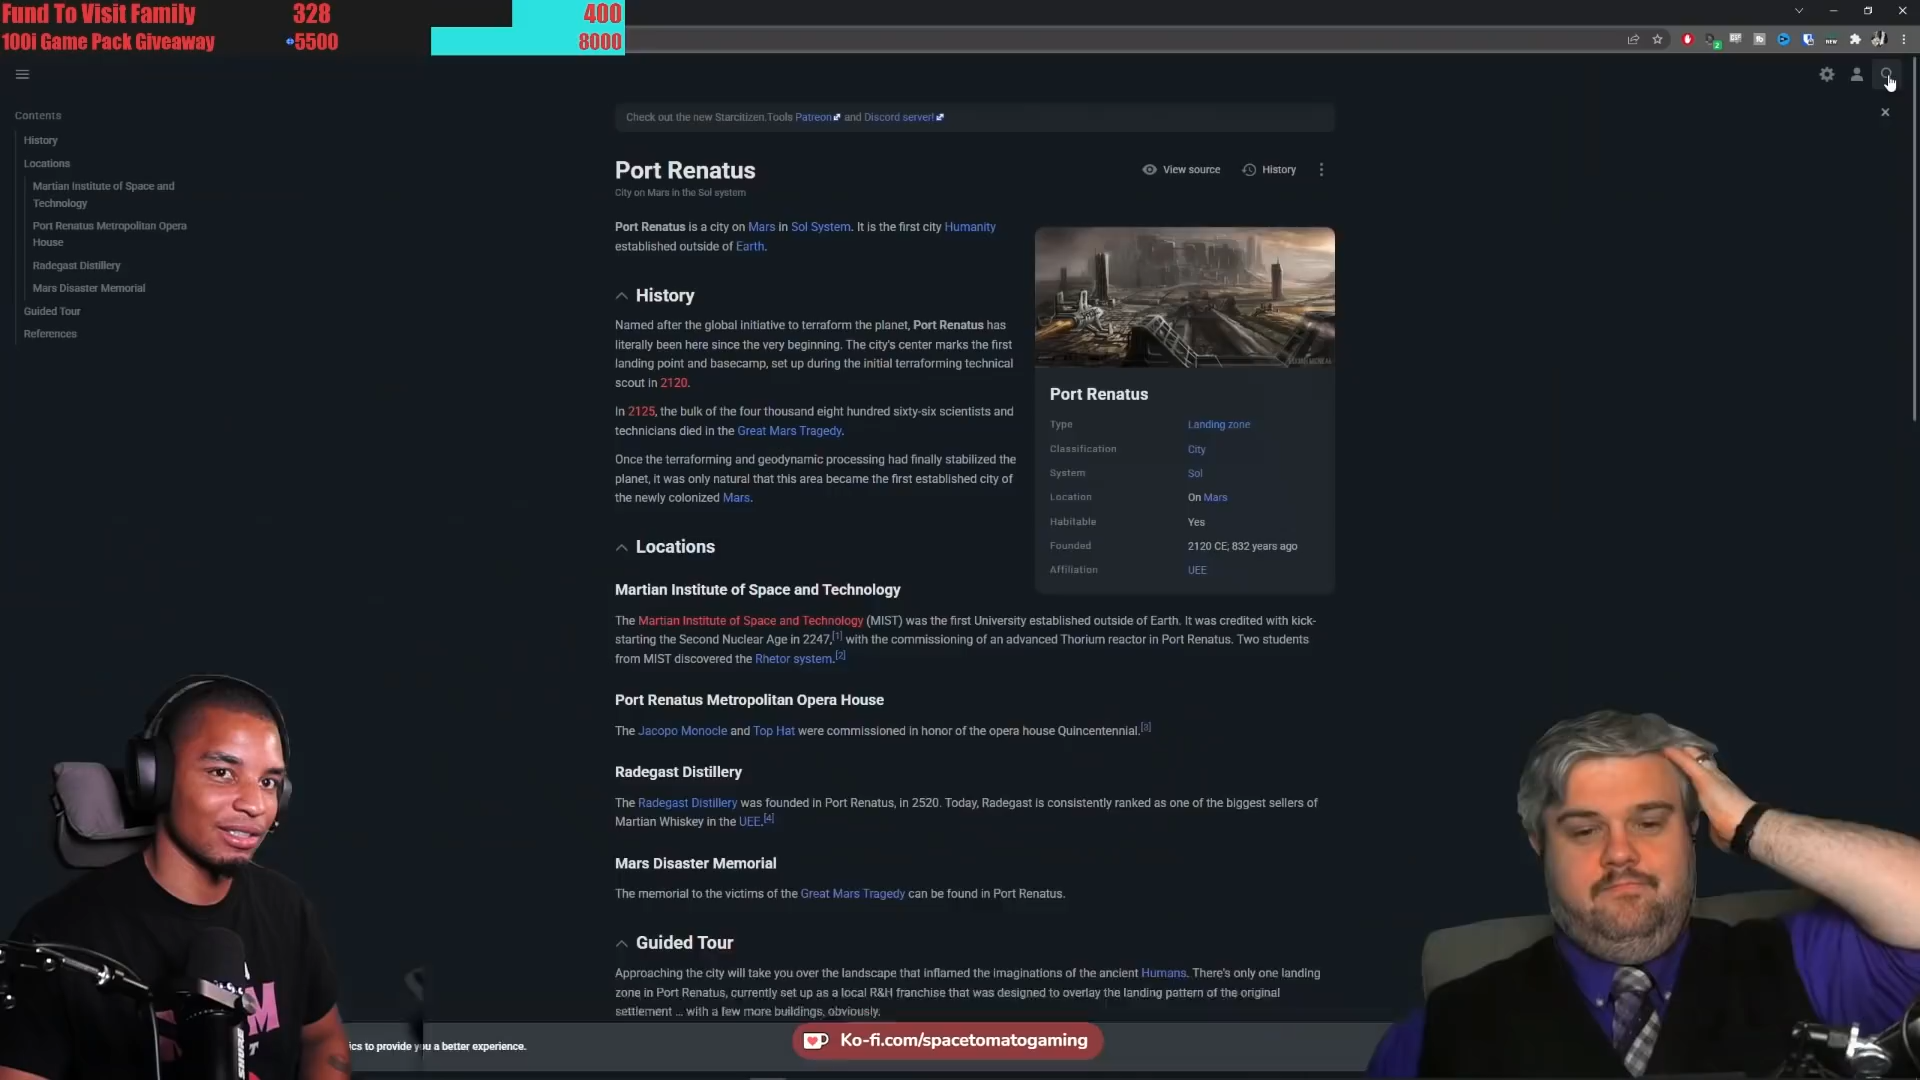 Fund To Visit Family 328 400
100i Game Pack Giveaway 5500 8000
Contents
History
Locations
Martian Institute of Space and
Technology
Port Renatus Metropolitan Opera
House
Radegast Distillery
Mars Disaster Memorial
Guided Tour
References
Check out the new Starcitizen.Tools Patreon and Discord server!
Port Renatus
City on Mars in the Sol system
View source
History
Port Renatus is a city on Mars in Sol System. It is the first city Humanity
established outside of Earth.
History
Named after the global initiative to terraform the planet, Port Renatus has
literally been here since the very beginning. The city's center marks the first
landing point and basecamp, set up during the initial terraforming technical
scout in 2120.
In 2125, the bulk of the four thousand eight hundred sixty-six scientists and
technicians died in the Great Mars Tragedy.
Once the terraforming and geodynamic processing had finally stabilized the
planet, it was only natural that this area became the first established city of
the newly colonized Mars.
Port Renatus
Type Landing zone
Classification City
System Sol
Location On Mars
Habitable Yes
Founded 2120 CE; 832 years ago
Affiliation UEE
Locations
Martian Institute of Space and Technology
The Martian Institute of Space and Technology (MIST) was the first University established outside of Earth. It was credited with kick-
starting the Second Nuclear Age in 2247,[1] with the commissioning of an advanced Thorium reactor in Port Renatus. Two students
from MIST discovered the Rhetor system.[2]
Port Renatus Metropolitan Opera House
The Jacopo Monocle and Top Hat were commissioned in honor of the opera house Quincentennial.[3]
Radegast Distillery
The Radegast Distillery was founded in Port Renatus, in 2520. Today, Radegast is consistently ranked as one of the biggest sellers of
Martian Whiskey in the UEE.[4]
Mars Disaster Memorial
The memorial to the victims of the Great Mars Tragedy can be found in Port Renatus.
Guided Tour
Approaching the city will take you over the landscape that inflamed the imaginations of the ancient Humans. There's only one landing
zone in Port Renatus, currently set up as a local R&H franchise that was designed to overlay the landing pattern of the original
settlement ... with a few more buildings, obviously.
ics to provide you a better experience.
Ko-fi.com/spacetomatogaming